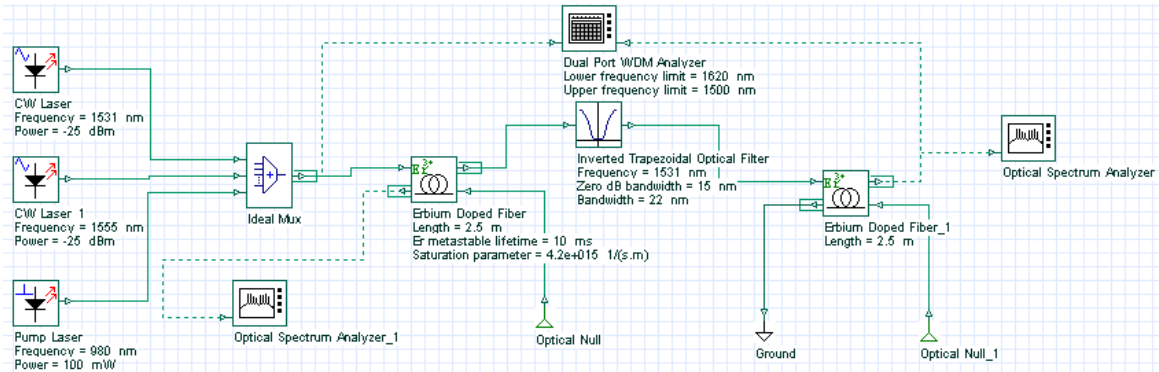 Dual Port WDM Analyzer
Lower frequency limit = 1620 nm
Upper frequency limit = 1500 nm
CW Laser
Frequency = 1531 nm
Power = -25 dBm
Inverted Trapezoidal Optical Filter
Frequency = 1531 nm
Zero dB bandwidth = 15 nm
Bandwidth = 22 nm
Optical Spectrum Analyzer
Er 3+
Er 3+
CW Laser 1
Frequency = 1555 nm
Power = -25 dBm
Ideal Mux
Erbium Doped Fiber
Length = 2.5 m
Er metastable lifetime = 10 ms
Saturation parameter = 4.2e+015 1/(s.m)
Erbium Doped Fiber_1
Length = 2.5 m
Pump Laser
Frequency = 980 nm
Power = 100 mW
Optical Spectrum Analyzer_1
Optical Null
Ground
Optical Null_1